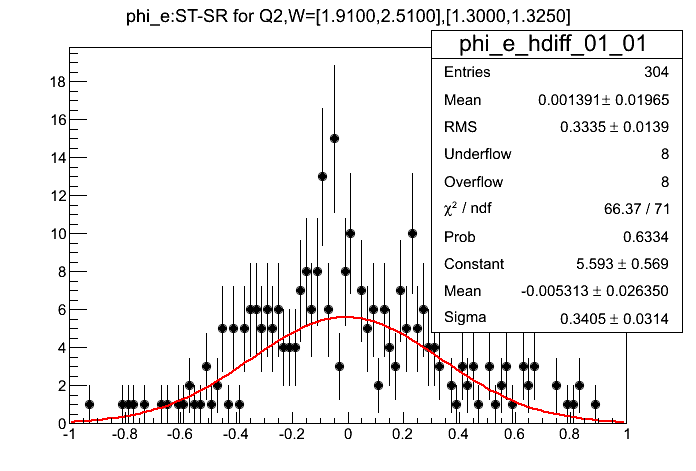 phi_e:ST-SR for Q2,W=[1.9100,2.5100],[1.3000,1.3250]
phi_e_hdiff_01_01
Entries 304
Mean 0.001391 ± 0.01965
RMS 0.3335 ± 0.0139
Underflow 8
Overflow 8
χ² / ndf 66.37 / 71
Prob 0.6334
Constant 5.593 ± 0.569
Mean -0.005313 ± 0.026350
Sigma 0.3405 ± 0.0314
18
16
14
12
10
8
6
4
2
0
-1 -0.8 -0.6 -0.4 -0.2 0 0.2 0.4 0.6 0.8 1